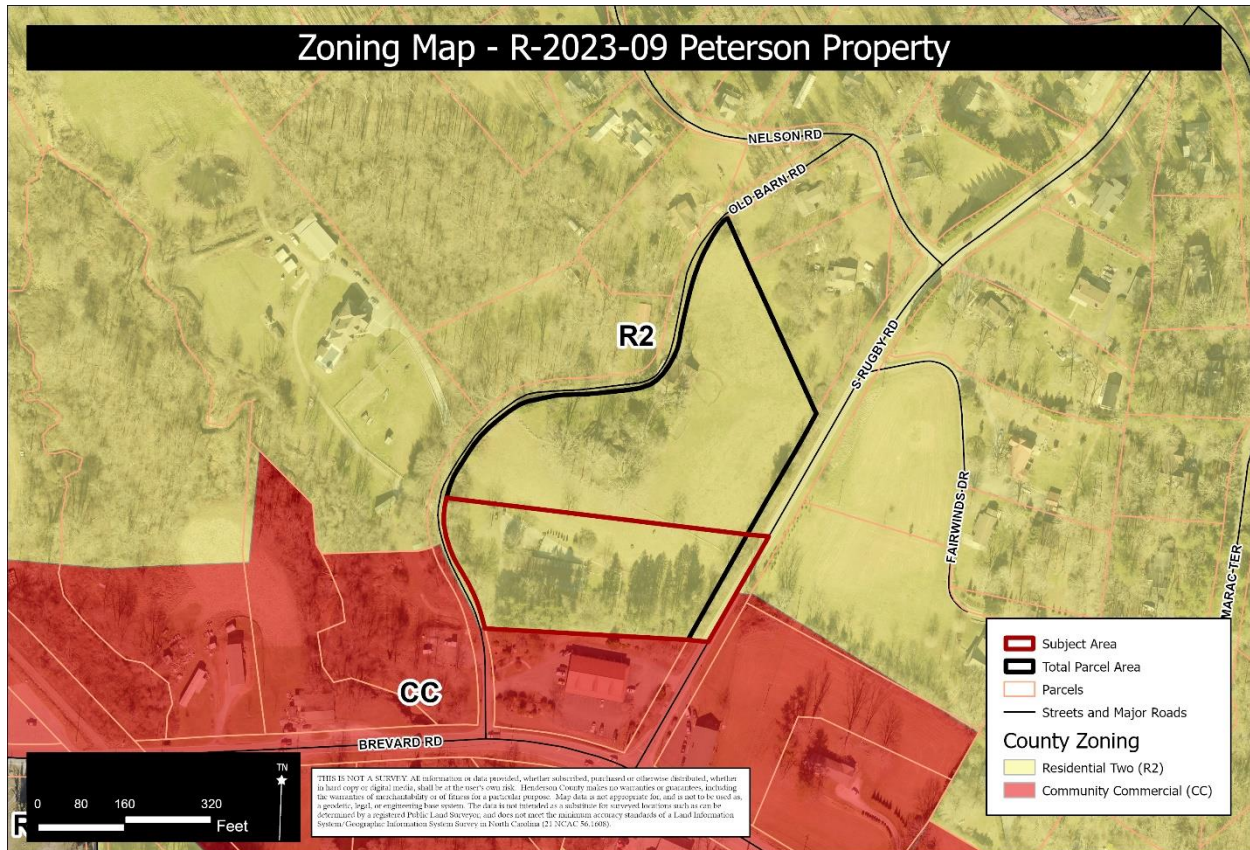 Zoning Map - R-2023-09 Peterson Property
NELSON RD
OLD BARN RD
R2
S RUGBY RD
FAIRWINDS DR
MARAC TER
CC
BREVARD RD
Subject Area
Total Parcel Area
Parcels
Streets and Major Roads
County Zoning
Residential Two (R2)
Community Commercial (CC)
TN
0 80 160 320
Feet
R
THIS IS NOT A SURVEY. All information or data provided, whether subscribed, purchased or otherwise distributed, whether
in hard copy or digital media, shall be at the user's own risk. Henderson County makes no warranties or guarantees, including
the warranties of merchantability or of fitness for a particular purpose. Map data is not appropriate for, and is not to be used as,
a geodetic, legal, or engineering base system. The data is not intended as a substitute for surveyed locations such as can be
determined by a registered Public Land Surveyor, and does not meet the minimum accuracy standards of a Land Information
System/Geographic Information System Survey in North Carolina (21 NCAC 56.1608).